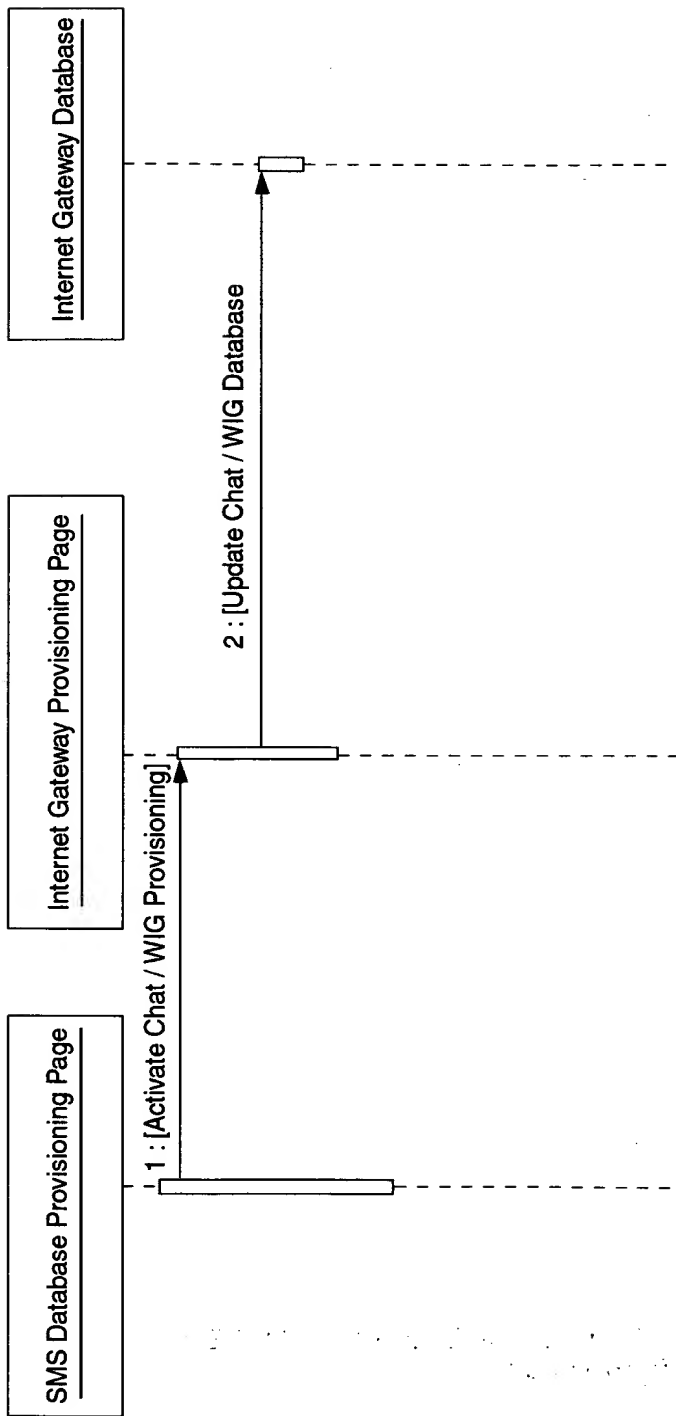 SMS Database Provisioning Page
Internet Gateway Provisioning Page
Internet Gateway Database
1 : [Activate Chat / WIG Provisioning]
2 : [Update Chat / WIG Database